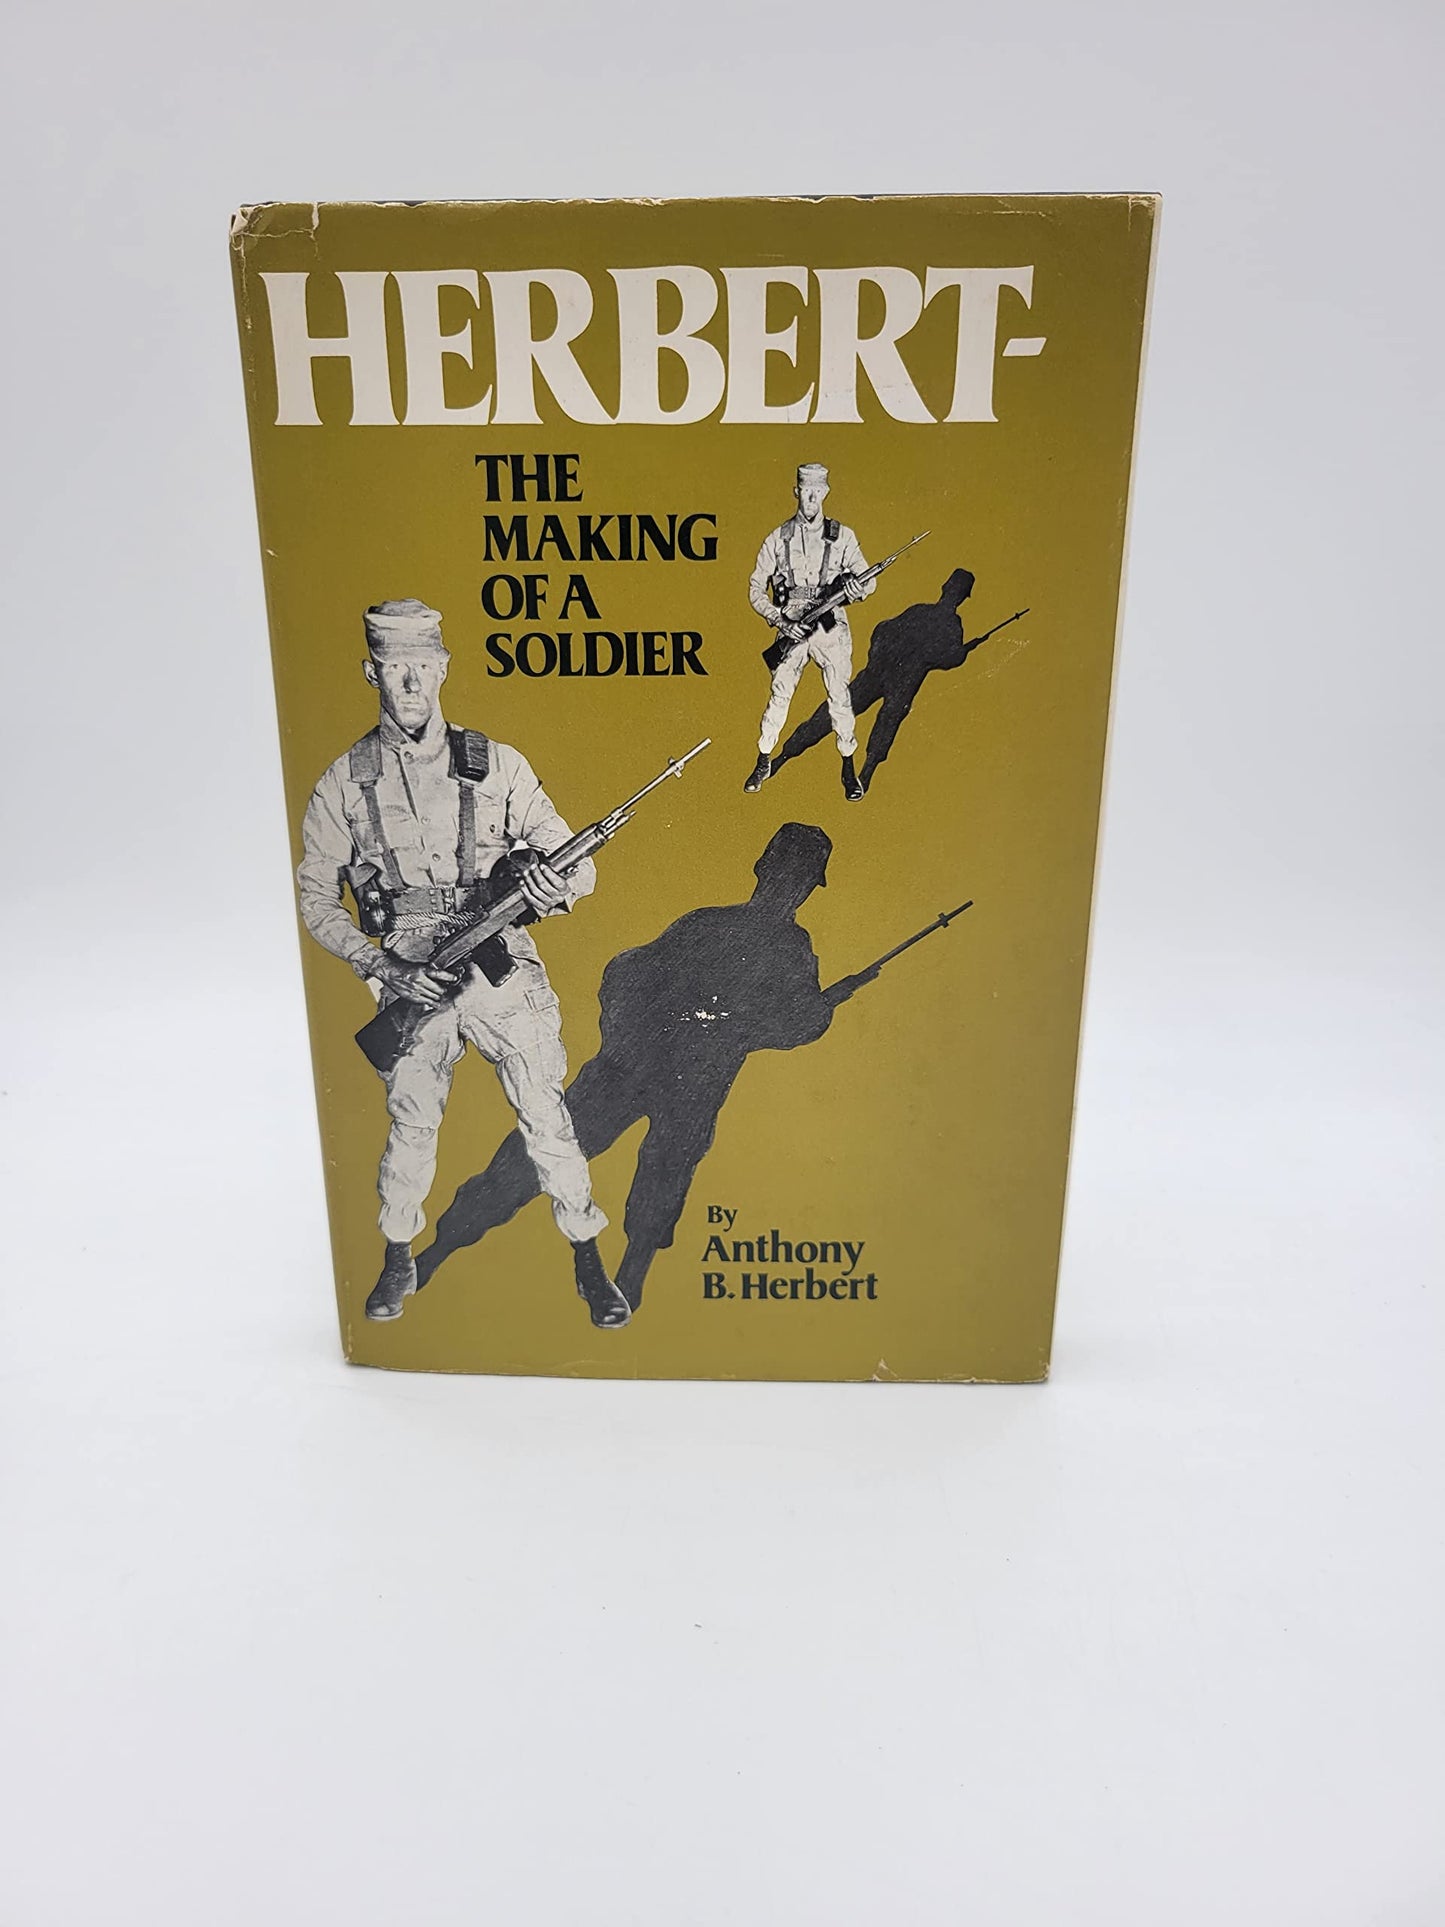 HERBERT-
THE
MAKING
OF A
SOLDIER
By
Anthony
B. Herbert